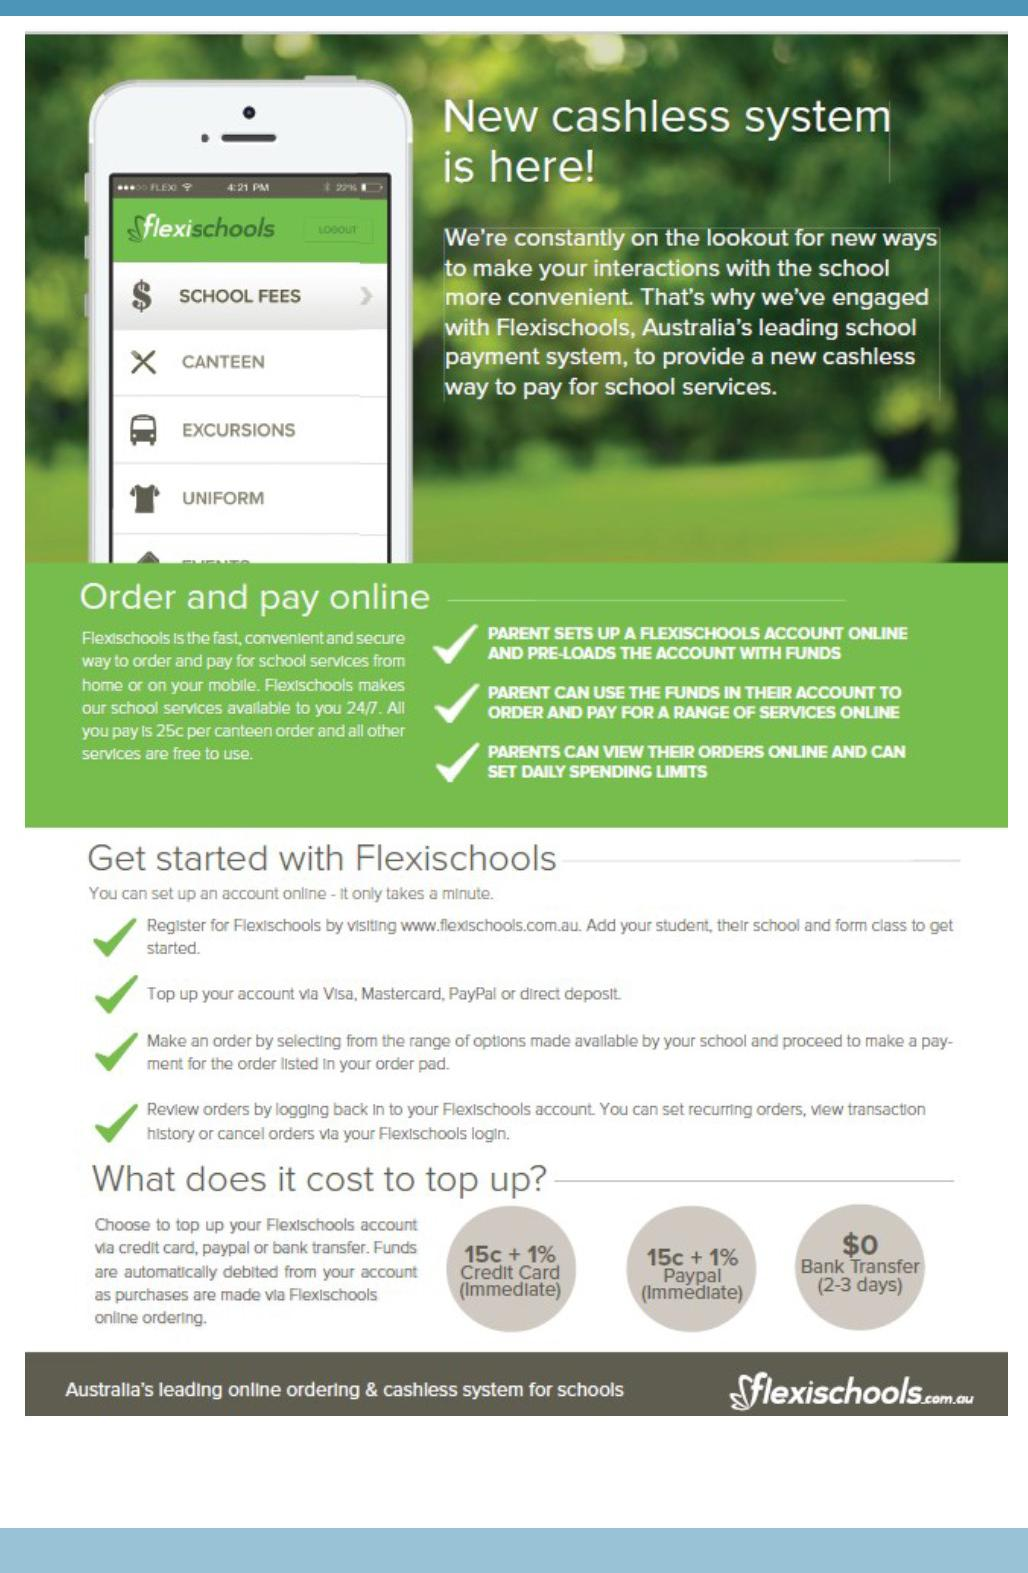 New cashless system
is here!
We're constantly on the lookout for new ways
to make your interactions with the school
more convenient. That's why we've engaged
with Flexischools, Australia's leading school
payment system, to provide a new cashless
way to pay for school services.
FLEXI 4:21 PM 22%
flexischools LOGOUT
$ SCHOOL FEES
CANTEEN
EXCURSIONS
UNIFORM
Order and pay online
Flexischools is the fast, convenient and secure
way to order and pay for school services from
home or on your mobile. Flexischools makes
our school services available to you 24/7. All
you pay is 25c per canteen order and all other
services are free to use.
PARENT SETS UP A FLEXISCHOOLS ACCOUNT ONLINE
AND PRE-LOADS THE ACCOUNT WITH FUNDS
PARENT CAN USE THE FUNDS IN THEIR ACCOUNT TO
ORDER AND PAY FOR A RANGE OF SERVICES ONLINE
PARENTS CAN VIEW THEIR ORDERS ONLINE AND CAN
SET DAILY SPENDING LIMITS
Get started with Flexischools
You can set up an account online - it only takes a minute.
Register for Flexischools by visiting www.flexischools.com.au. Add your student, their school and form class to get
started.
Top up your account via Visa, Mastercard, PayPal or direct deposit.
Make an order by selecting from the range of options made available by your school and proceed to make a pay-
ment for the order listed in your order pad.
Review orders by logging back in to your Flexischools account. You can set recurring orders, view transaction
history or cancel orders via your Flexischools login.
What does it cost to top up?
Choose to top up your Flexischools account
via credit card, paypal or bank transfer. Funds
are automatically debited from your account
as purchases are made via Flexischools
online ordering.
15c + 1%
Credit Card
(Immediate)
15c + 1%
Paypal
(Immediate)
$0
Bank Transfer
(2-3 days)
Australia's leading online ordering & cashless system for schools
flexischools.com.au